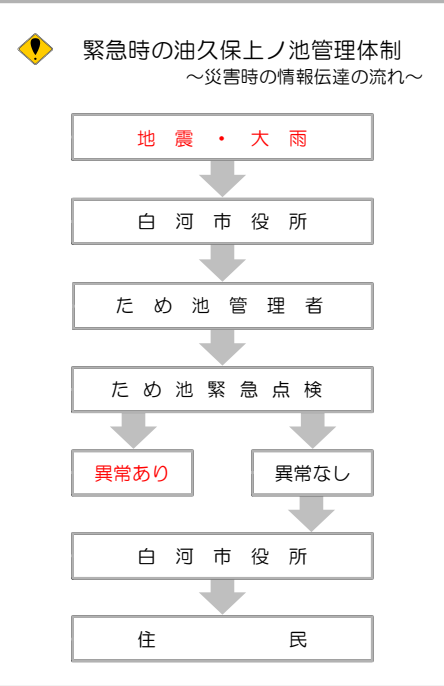 緊急時の油久保上ノ池管理体制
～災害時の情報伝達の流れ～
地震・大雨
白河市役所
ため池管理者
ため池緊急点検
異常あり 異常なし
白河市役所
住民